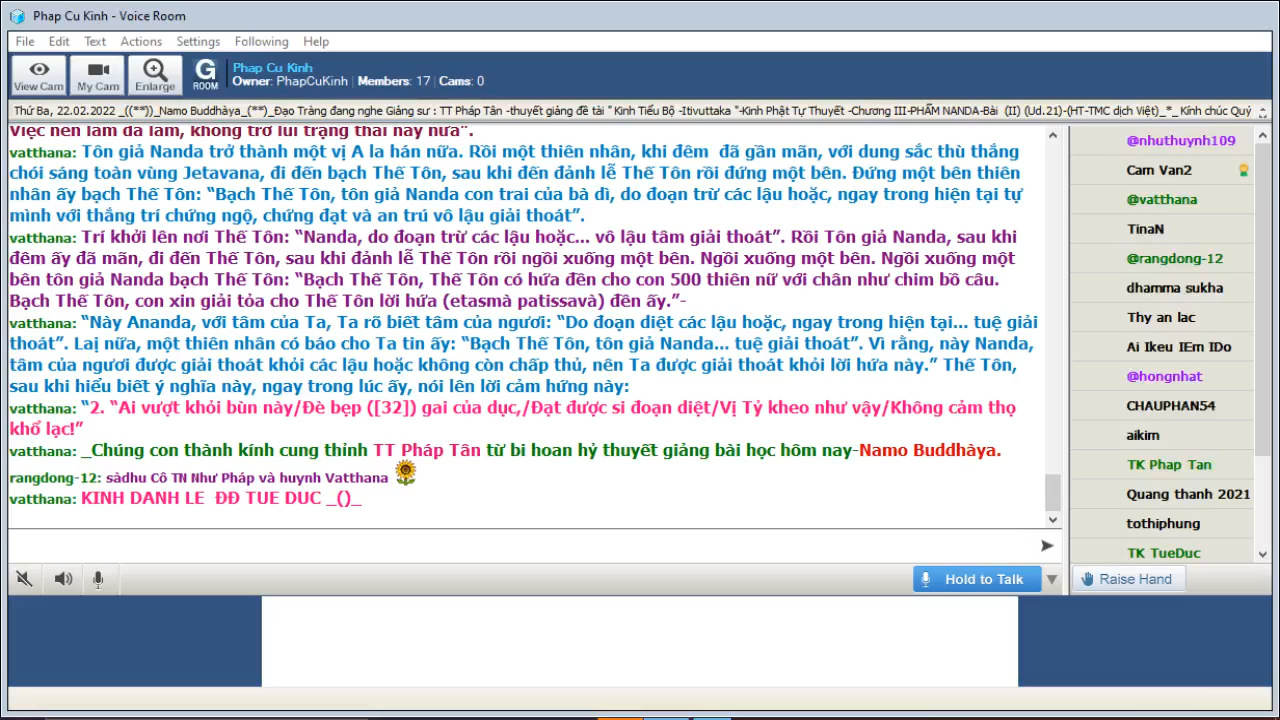 Phap Cu Kinh - Voice Room
File Edit Text Actions Settings Following Help
View Cam
My Cam
Enlarge
G
ROOM
Phap Cu Kinh
Owner: PhapCuKinh | Members: 17 | Cams: 0
Thứ Ba, 22.02.2022 _((**))_Namo Buddhàya_(**)_Đạo Tràng đang nghe Giảng sư : TT Pháp Tân -thuyết giảng đề tài " Kinh Tiểu Bộ -Itivuttaka "-Kinh Phật Tự Thuyết -Chương III-PHẨM NANDA-Bài (II) (Ud.21)-(HT-TMC dịch Việt)_*_ Kính chúc Quý
Việc nên làm đã làm, không trở lui trạng thái này nữa”.
vatthana: Tôn giả Nanda trở thành một vị A la hán nữa. Rồi một thiên nhân, khi đêm đã gần mãn, với dung sắc thù thắng
chói sáng toàn vùng Jetavana, đi đến bạch Thế Tôn, sau khi đến đảnh lễ Thế Tôn rồi đứng một bên. Đứng một bên thiên
nhân ấy bạch Thế Tôn: “Bạch Thế Tôn, tôn giả Nanda con trai của bà dì, do đoạn trừ các lậu hoặc, ngay trong hiện tại tự
mình với thắng trí chứng ngộ, chứng đạt và an trú vô lậu giải thoát”.
vatthana: Trí khởi lên nơi Thế Tôn: “Nanda, do đoạn trừ các lậu hoặc... vô lậu tâm giải thoát”. Rồi Tôn giả Nanda, sau khi
đêm ấy đã mãn, đi đến Thế Tôn, sau khi đảnh lễ Thế Tôn rồi ngồi xuống một bên. Ngồi xuống một bên. Ngồi xuống một
bên tôn giả Nanda bạch Thế Tôn: “Bạch Thế Tôn, Thế Tôn có hứa đền cho con 500 thiên nữ với chân như chim bồ câu.
Bạch Thế Tôn, con xin giải tỏa cho Thế Tôn lời hứa (etasmà patissavà) đền ấy.”-
vatthana: “Này Ananda, với tâm của Ta, Ta rõ biết tâm của ngươi: “Do đoạn diệt các lậu hoặc, ngay trong hiện tại... tuệ giải
thoát”. Laị nữa, một thiên nhân có báo cho Ta tin ấy: “Bạch Thế Tôn, tôn giả Nanda... tuệ giải thoát”. Vì rằng, này Nanda,
tâm của ngươi được giải thoát khỏi các lậu hoặc không còn chấp thủ, nên Ta được giải thoát khỏi lời hứa này.” Thế Tôn,
sau khi hiểu biết ý nghĩa này, ngay trong lúc ấy, nói lên lời cảm hứng này:
vatthana: “2. “Ai vượt khỏi bùn này/Đè bẹp ([32]) gai của dục,/Đạt được si đoạn diệt/Vị Tỷ kheo như vậy/Không cảm thọ
khổ lạc!”
vatthana: _Chúng con thành kính cung thỉnh TT Pháp Tân từ bi hoan hỷ thuyết giảng bài học hôm nay-Namo Buddhàya.
rangdong-12: sàdhu Cô TN Như Pháp và huynh Vatthana
vatthana: KINH DANH LE ĐĐ TUE DUC _()_
Hold to Talk
@nhuthuynh109
Cam Van2
@vatthana
TinaN
@rangdong-12
dhamma sukha
Thy an lac
Ai Ikeu IEm IDo
@hongnhat
CHAUPHAN54
aikim
TK Phap Tan
Quang thanh 2021
tothiphung
TK TueDuc
Raise Hand